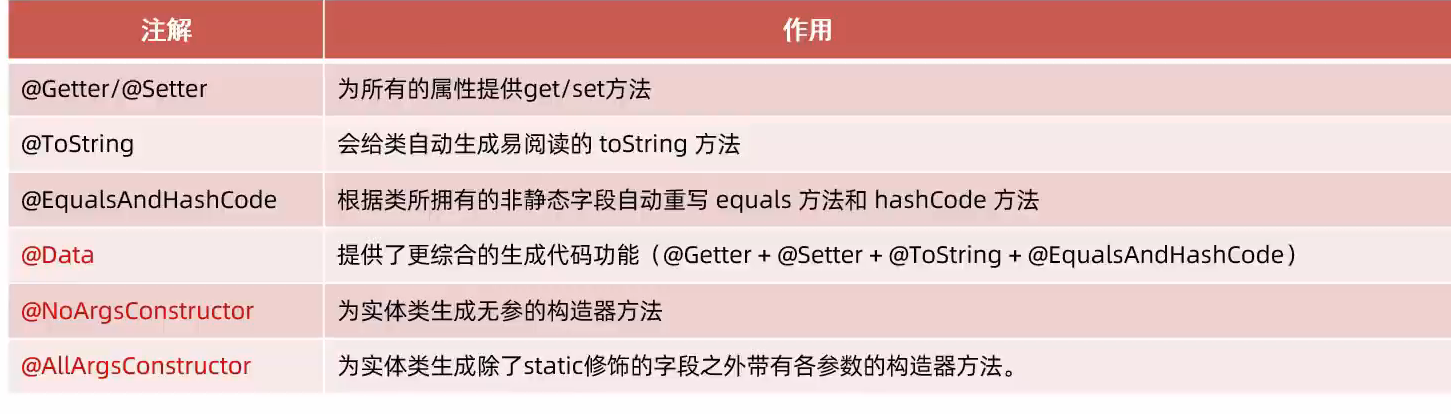 注解 作用
@Getter/@Setter 为所有的属性提供get/set方法
@ToString 会给类自动生成易阅读的 toString 方法
@EqualsAndHashCode 根据类所拥有的非静态字段自动重写 equals 方法和 hashCode 方法
@Data 提供了更综合的生成代码功能（@Getter + @Setter + @ToString + @EqualsAndHashCode）
@NoArgsConstructor 为实体类生成无参的构造器方法
@AllArgsConstructor 为实体类生成除了static修饰的字段之外带有各参数的构造器方法。